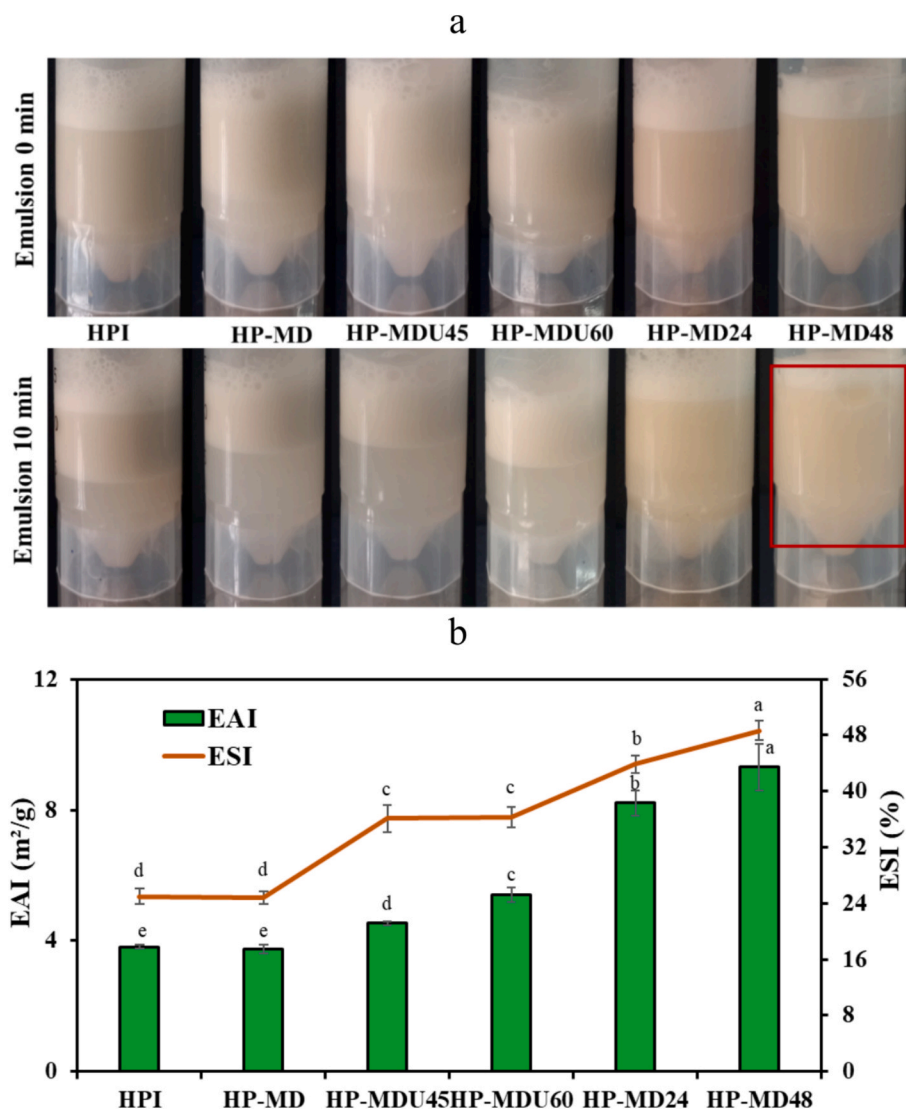 a
Emulsion 0 min
HPI HP-MD HP-MDU45 HP-MDU60 HP-MD24 HP-MD48
Emulsion 10 min
b
12 56
EAI a
ESI 48
b a
8 b 40
c c
32
EAI (m²/g) ESI (%)
d d c 24
d
4 e e 16
8
0 0
HPI HP-MD HP-MDU45 HP-MDU60 HP-MD24 HP-MD48